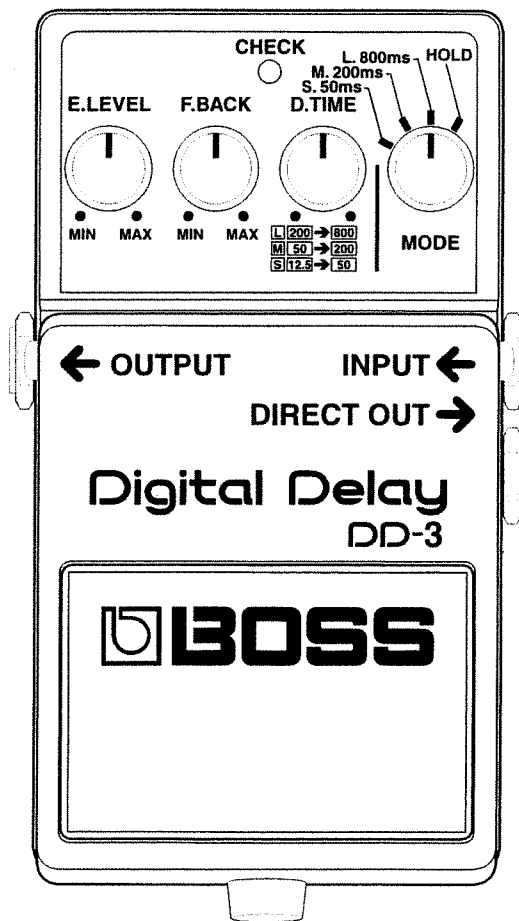 CHECK
L. 800ms HOLD
M. 200ms
S. 50ms
E.LEVEL F.BACK D.TIME
MIN MAX MIN MAX
L 200 → 800
M 50 → 200
S 12.5 → 50
MODE
← OUTPUT INPUT ←
DIRECT OUT →
Digital Delay
DD-3
BOSS